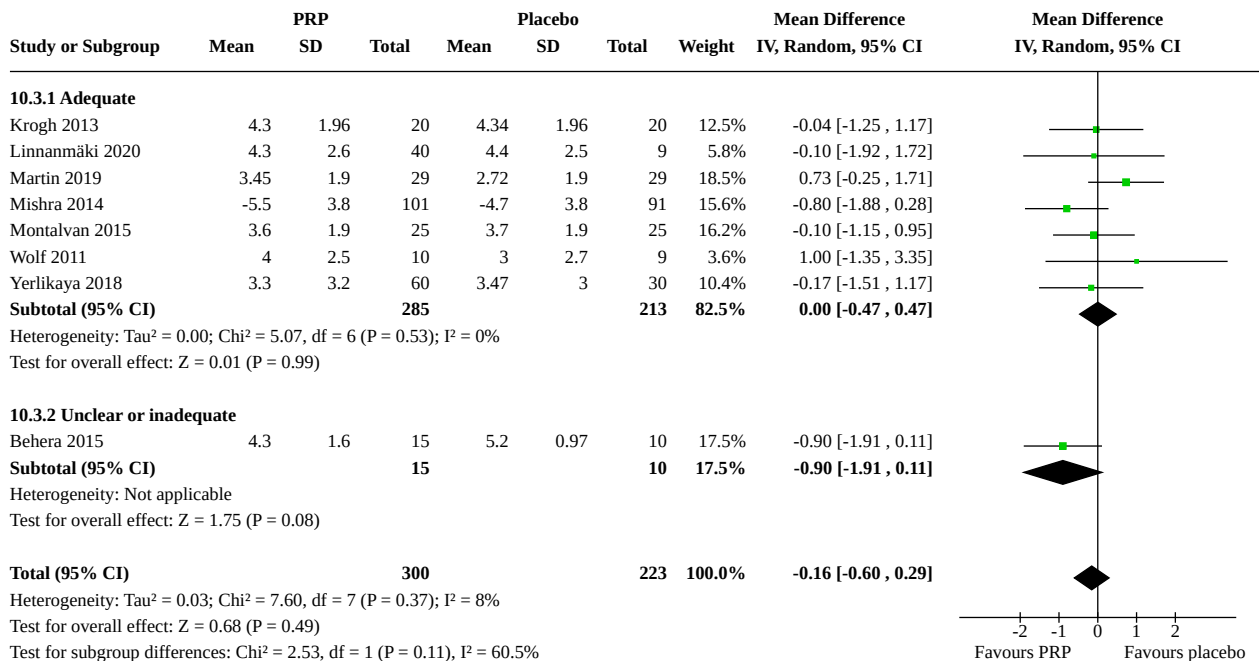 PRP Placebo Mean Difference Mean Difference
Study or Subgroup Mean SD Total Mean SD Total Weight IV, Random, 95% CI IV, Random, 95% CI
10.3.1 Adequate
Krogh 2013 4.3 1.96 20 4.34 1.96 20 12.5% -0.04 [-1.25 , 1.17]
Linnanmäki 2020 4.3 2.6 40 4.4 2.5 9 5.8% -0.10 [-1.92 , 1.72]
Martin 2019 3.45 1.9 29 2.72 1.9 29 18.5% 0.73 [-0.25 , 1.71]
Mishra 2014 -5.5 3.8 101 -4.7 3.8 91 15.6% -0.80 [-1.88 , 0.28]
Montalvan 2015 3.6 1.9 25 3.7 1.9 25 16.2% -0.10 [-1.15 , 0.95]
Wolf 2011 4 2.5 10 3 2.7 9 3.6% 1.00 [-1.35 , 3.35]
Yerlikaya 2018 3.3 3.2 60 3.47 3 30 10.4% -0.17 [-1.51 , 1.17]
Subtotal (95% CI) 285 213 82.5% 0.00 [-0.47 , 0.47]
Heterogeneity: Tau² = 0.00; Chi² = 5.07, df = 6 (P = 0.53); I² = 0%
Test for overall effect: Z = 0.01 (P = 0.99)
10.3.2 Unclear or inadequate
Behera 2015 4.3 1.6 15 5.2 0.97 10 17.5% -0.90 [-1.91 , 0.11]
Subtotal (95% CI) 15 10 17.5% -0.90 [-1.91 , 0.11]
Heterogeneity: Not applicable
Test for overall effect: Z = 1.75 (P = 0.08)
Total (95% CI) 300 223 100.0% -0.16 [-0.60 , 0.29]
Heterogeneity: Tau² = 0.03; Chi² = 7.60, df = 7 (P = 0.37); I² = 8%
Test for overall effect: Z = 0.68 (P = 0.49)
-2 -1 0 1 2
Test for subgroup differences: Chi² = 2.53, df = 1 (P = 0.11), I² = 60.5%
Favours PRP Favours placebo